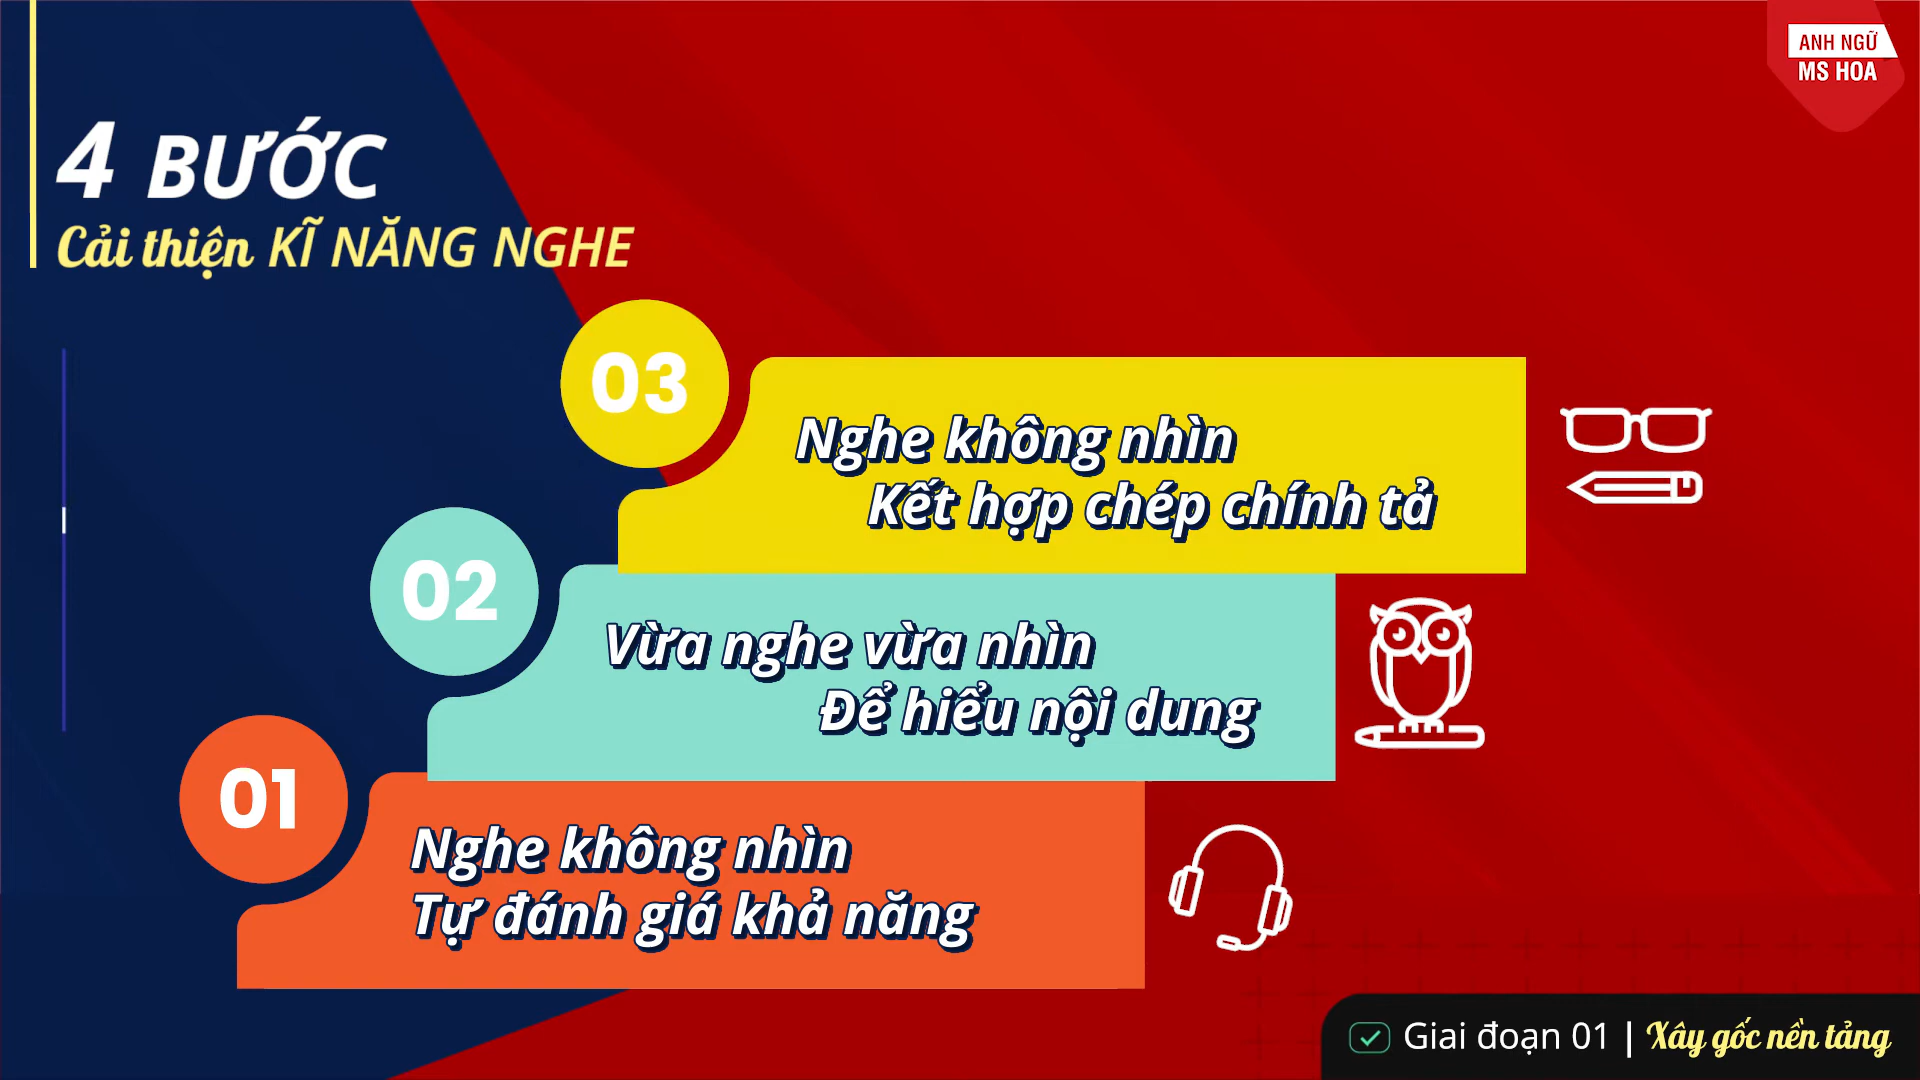 ANH NGỮ
MS HOA
4 BƯỚC
Cải thiện KĨ NĂNG NGHE
03
Nghe không nhìn
Kết hợp chép chính tả
02
Vừa nghe vừa nhìn
Để hiểu nội dung
01
Nghe không nhìn
Tự đánh giá khả năng
Giai đoạn 01 | Xây gốc nền tảng